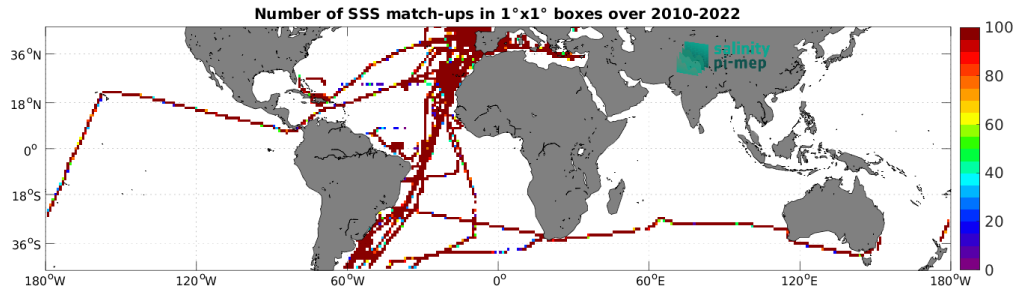 Number of SSS match-ups in 1°x1° boxes over 2010-2022
salinity
pi-mep
36°N
18°N
0°
18°S
36°S
180°W
120°W
60°W
0°
60°E
120°E
180°W
100
80
60
40
20
0